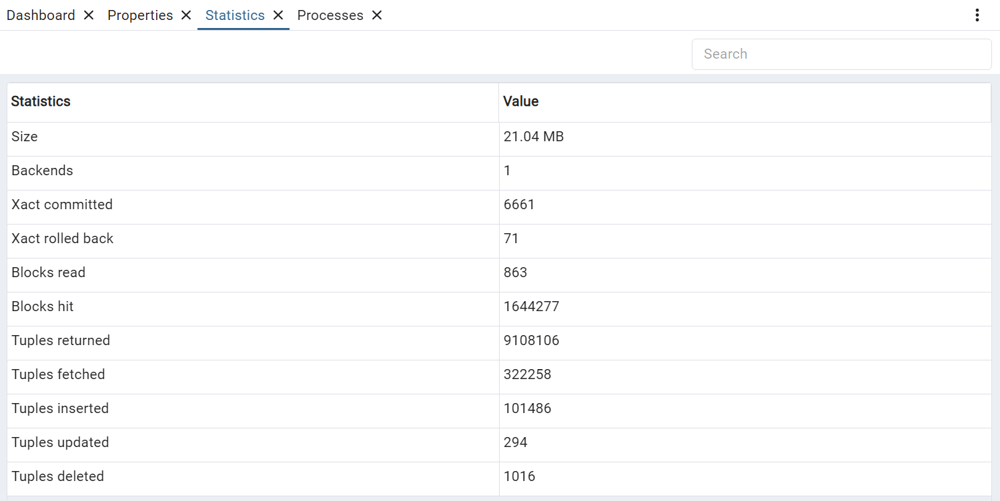 Dashboard Properties Statistics Processes
Search
Statistics Value
Size 21.04 MB
Backends 1
Xact committed 6661
Xact rolled back 71
Blocks read 863
Blocks hit 1644277
Tuples returned 9108106
Tuples fetched 322258
Tuples inserted 101486
Tuples updated 294
Tuples deleted 1016